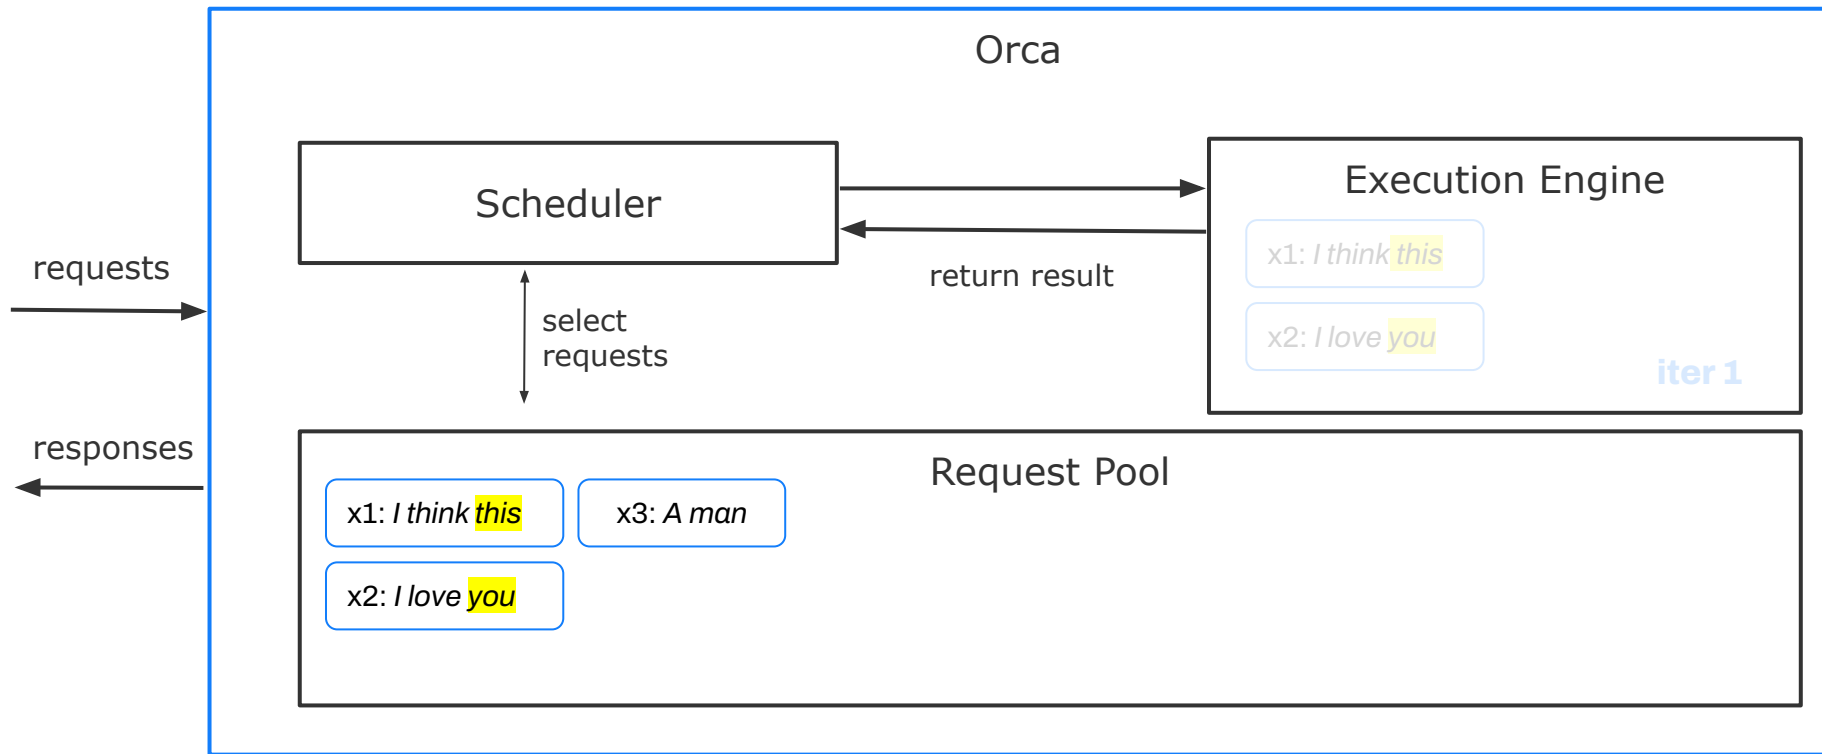 Orca
Scheduler
Execution Engine
x1: I think this
x2: I love you
iter 1
return result
requests
select
requests
responses
Request Pool
x1: I think this
x3: A man
x2: I love you